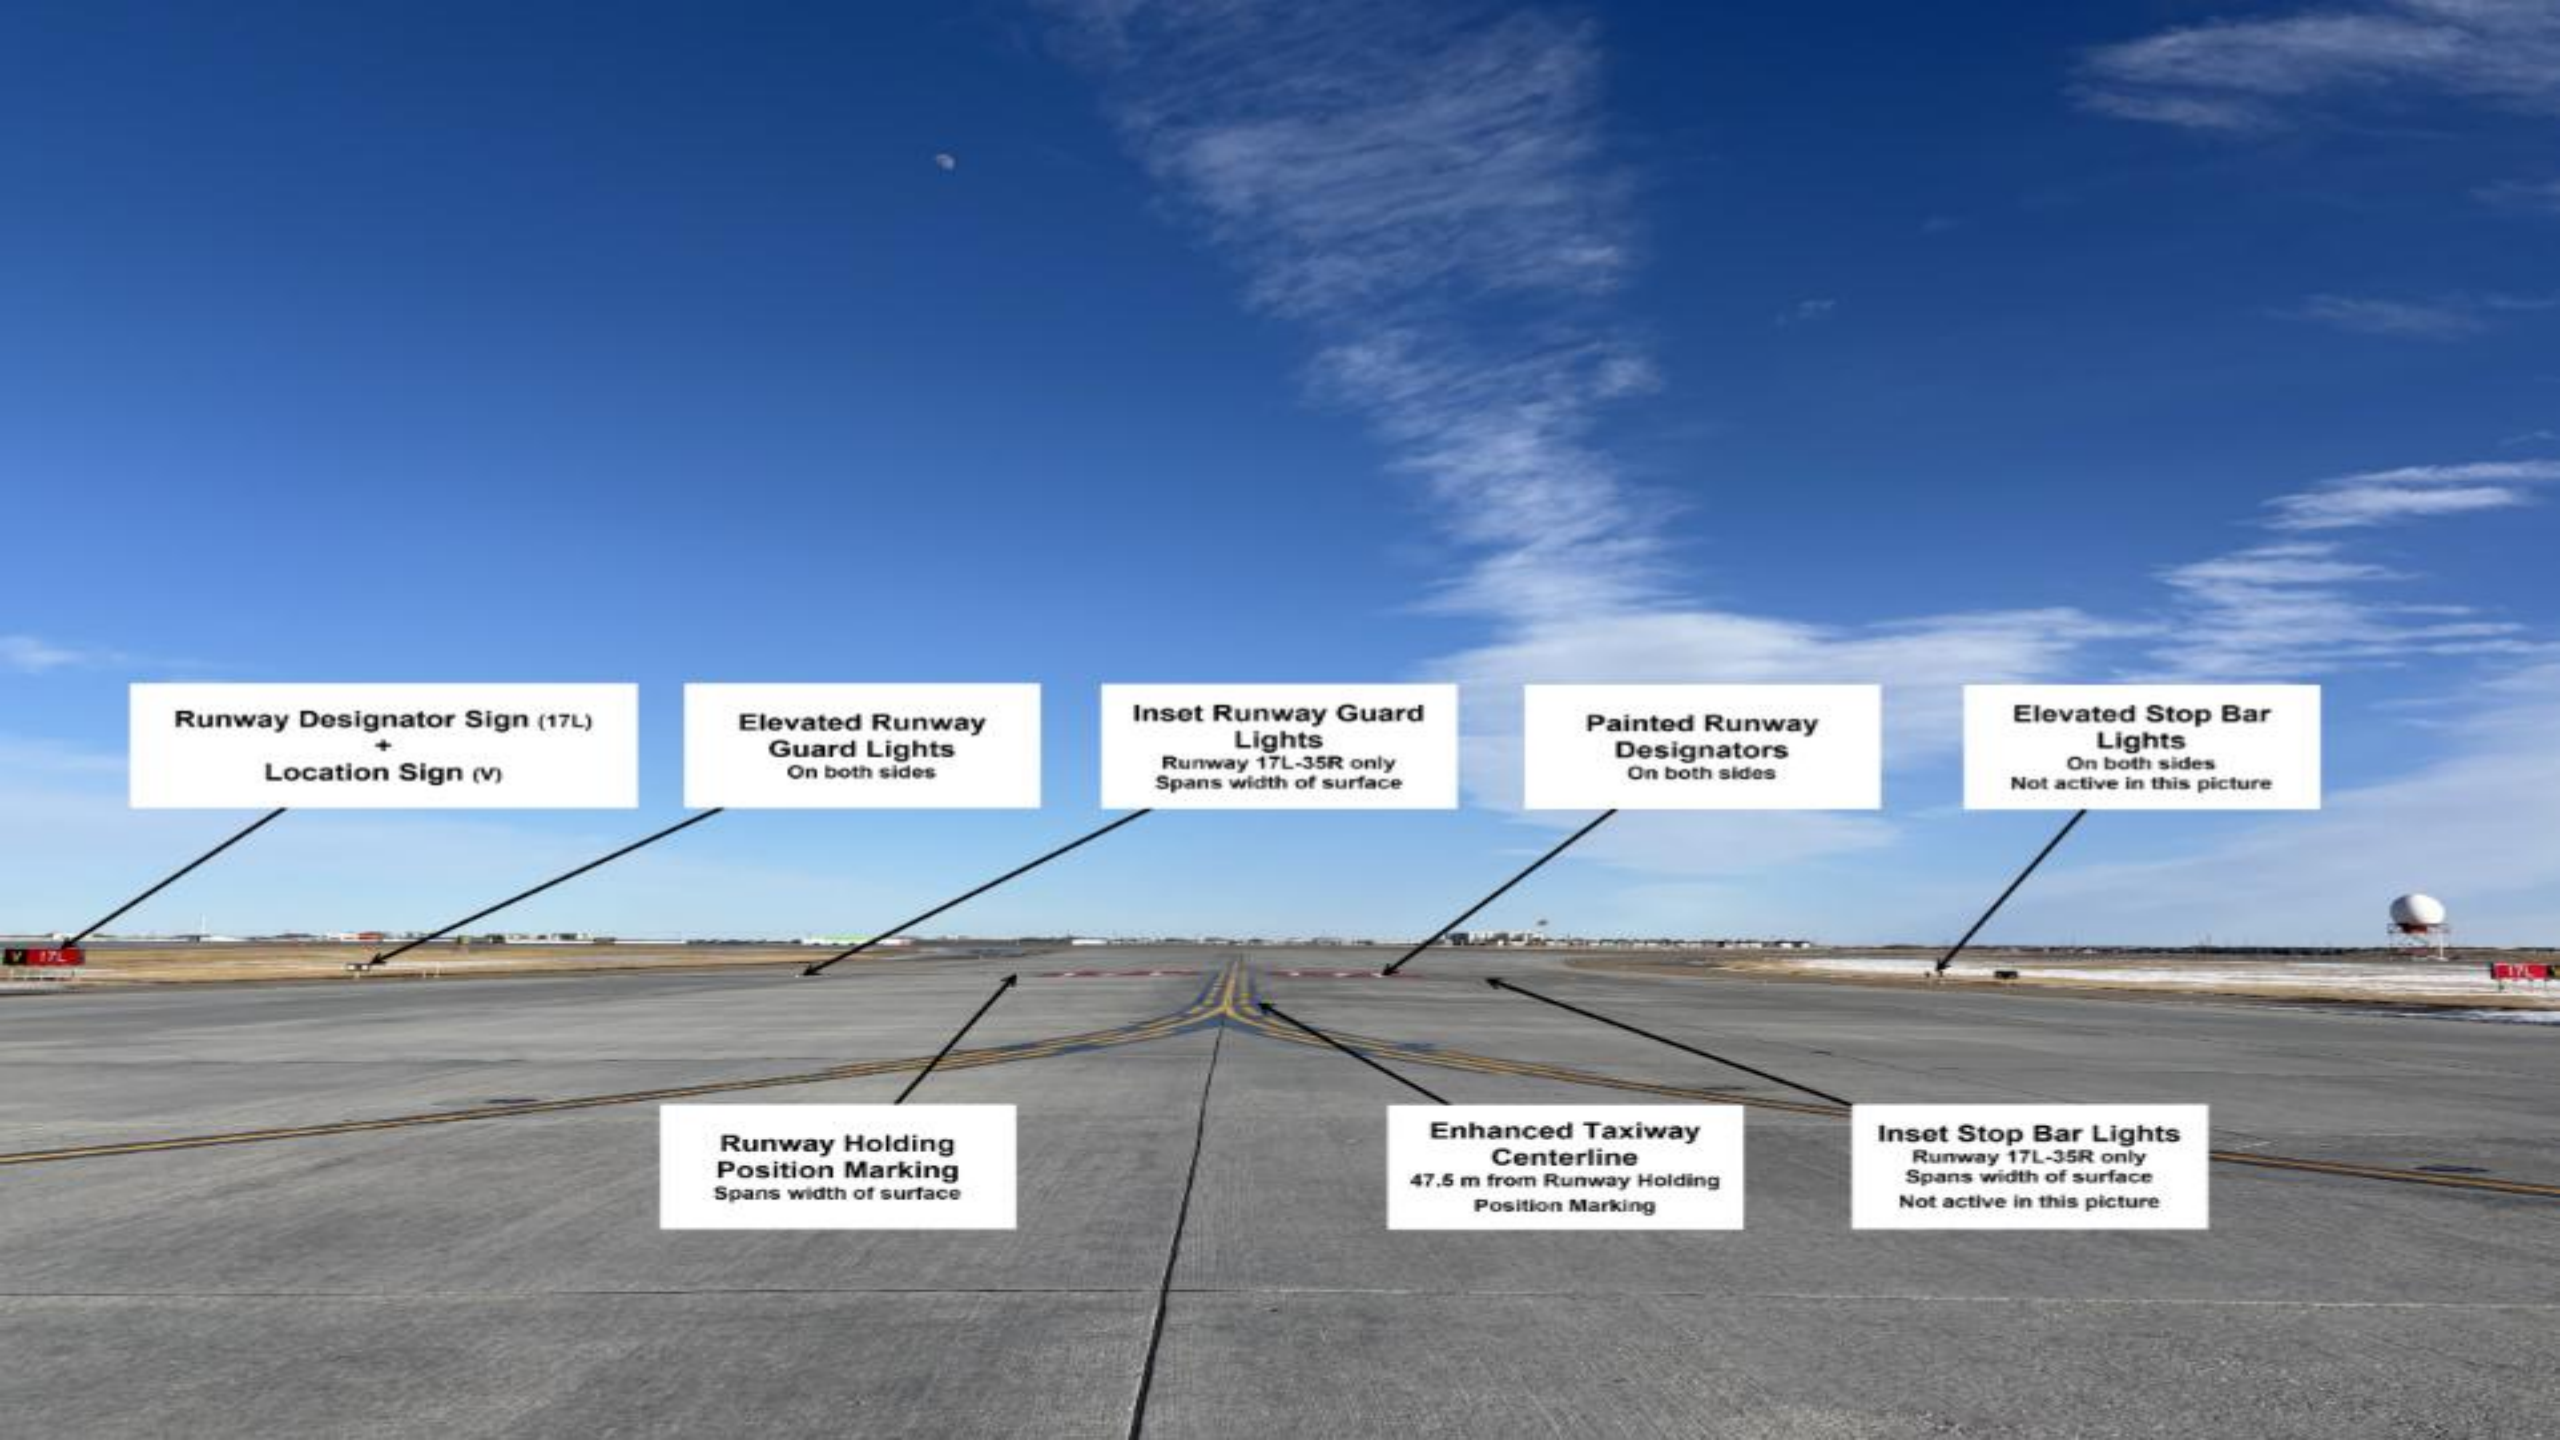 Runway Designator Sign (17L)
+
Location Sign (V)
Elevated Runway
Guard Lights
On both sides
Inset Runway Guard
Lights
Runway 17L-35R only
Spans width of surface
Painted Runway
Designators
On both sides
Elevated Stop Bar
Lights
On both sides
Not active in this picture
V 17L
17L
Runway Holding
Position Marking
Spans width of surface
Enhanced Taxiway
Centerline
47.5 m from Runway Holding
Position Marking
Inset Stop Bar Lights
Runway 17L-35R only
Spans width of surface
Not active in this picture